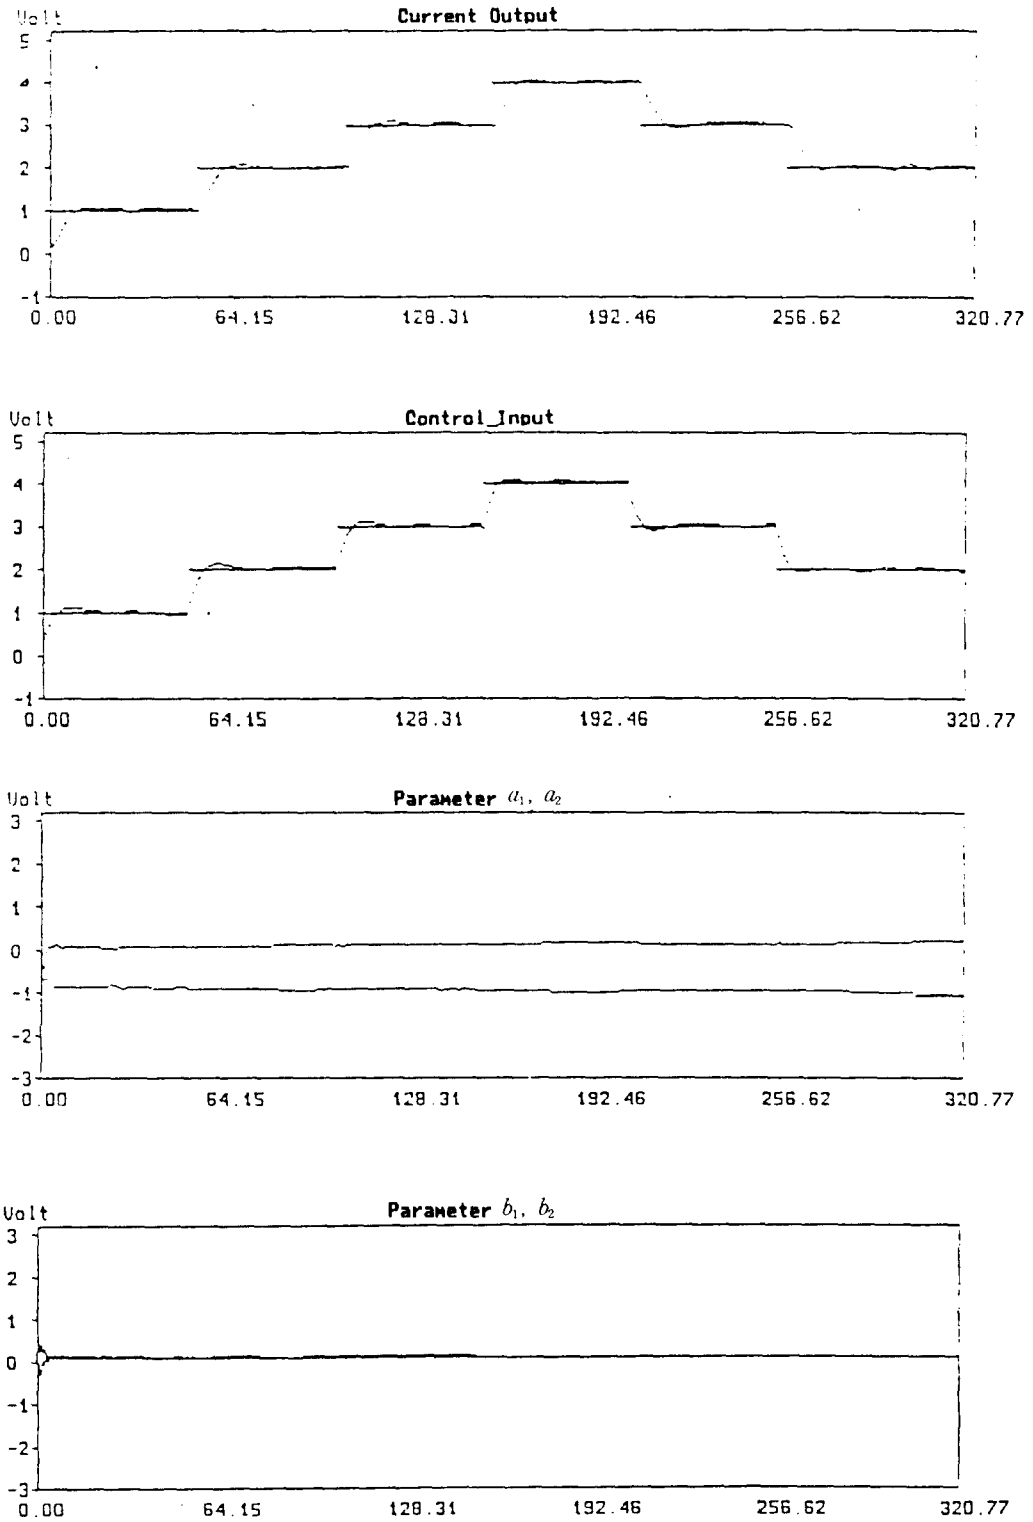 Current Output
Volt
5
4
3
2
1
0
-1
0.00 64.15 128.31 192.46 256.62 320.77
Control_Input
Volt
5
4
3
2
1
0
-1
0.00 64.15 128.31 192.46 256.62 320.77
Parameter a₁, a₂
Volt
3
2
1
0
-1
-2
-3
0.00 64.15 128.31 192.46 256.62 320.77
Parameter b₁, b₂
Volt
3
2
1
0
-1
-2
-3
0.00 64.15 128.31 192.46 256.62 320.77